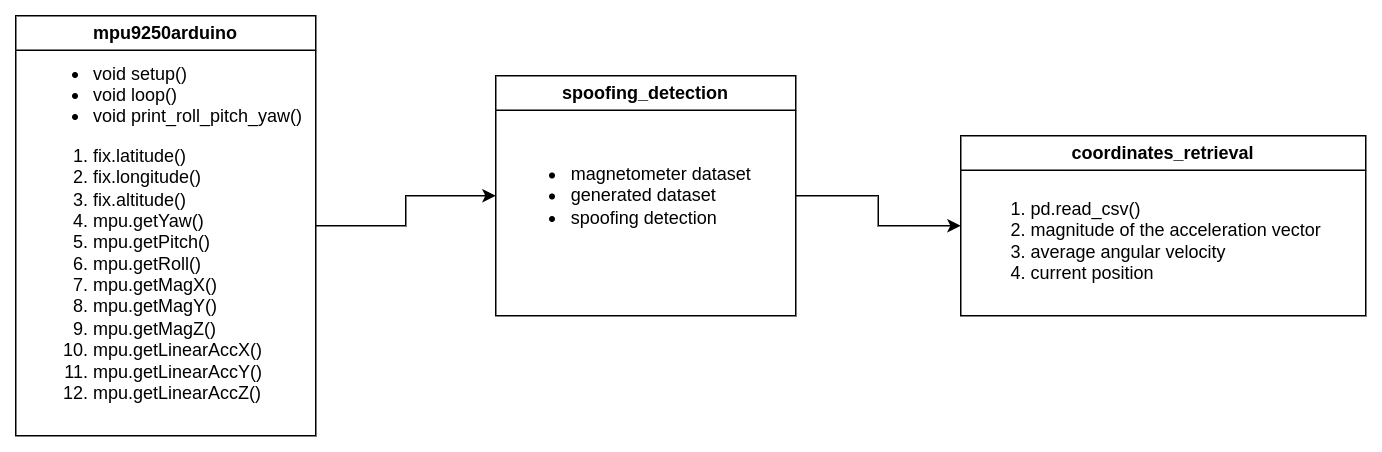 mpu9250arduino
• void setup()
• void loop()
• void print_roll_pitch_yaw()
1. fix.latitude()
2. fix.longitude()
3. fix.altitude()
4. mpu.getYaw()
5. mpu.getPitch()
6. mpu.getRoll()
7. mpu.getMagX()
8. mpu.getMagY()
9. mpu.getMagZ()
10. mpu.getLinearAccX()
11. mpu.getLinearAccY()
12. mpu.getLinearAccZ()
spoofing_detection
• magnetometer dataset
• generated dataset
• spoofing detection
coordinates_retrieval
1. pd.read_csv()
2. magnitude of the acceleration vector
3. average angular velocity
4. current position